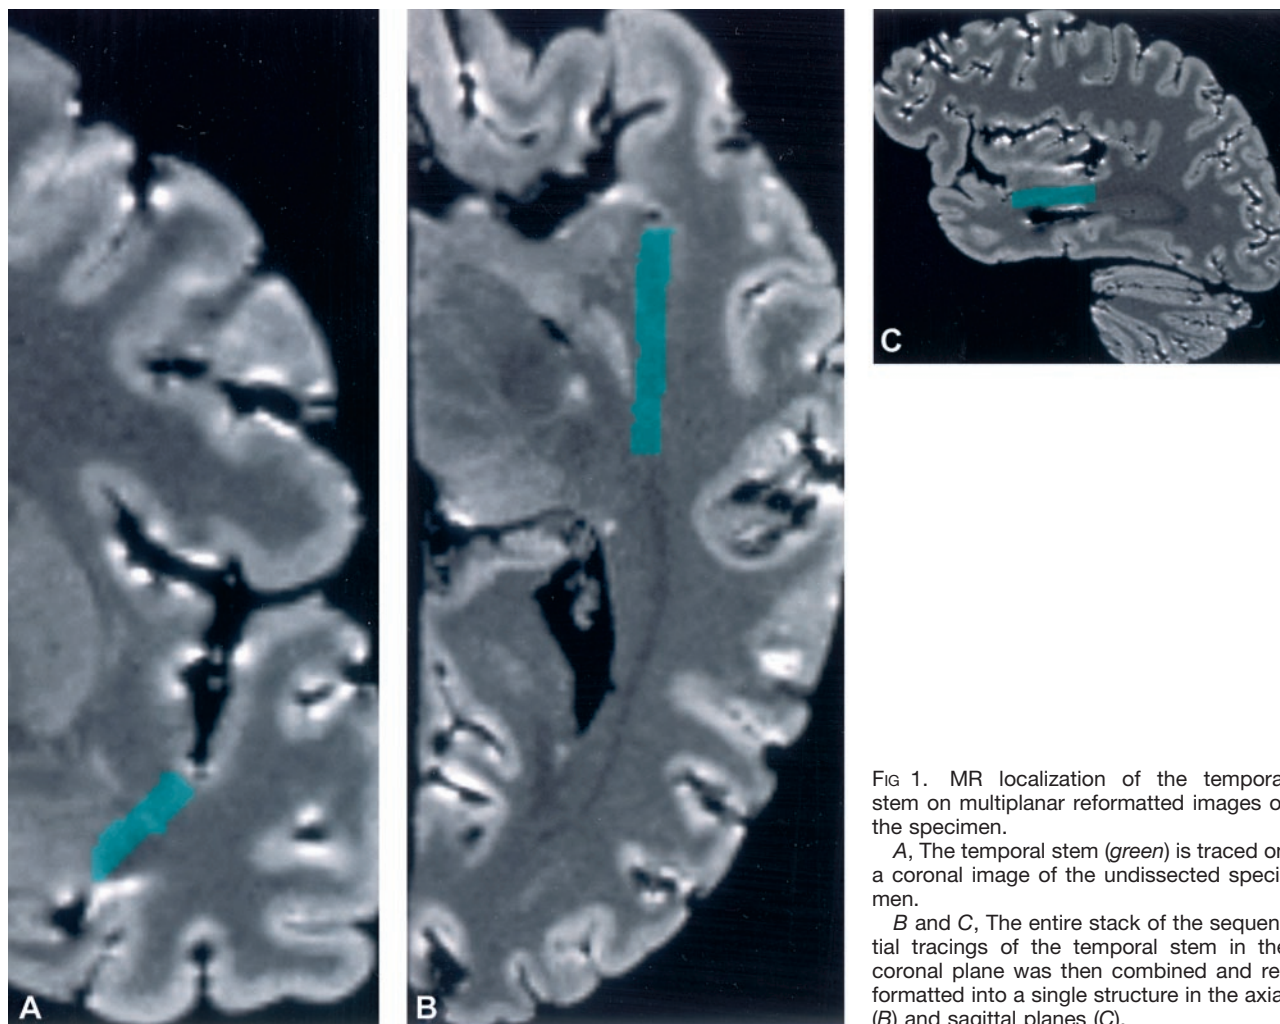 A
B
C
FIG 1. MR localization of the tempora
stem on multiplanar reformatted images o
the specimen.
A, The temporal stem (green) is traced on
a coronal image of the undissected speci
men.
B and C, The entire stack of the sequen
tial tracings of the temporal stem in the
coronal plane was then combined and re
formatted into a single structure in the axia
(B) and sagittal planes (C).